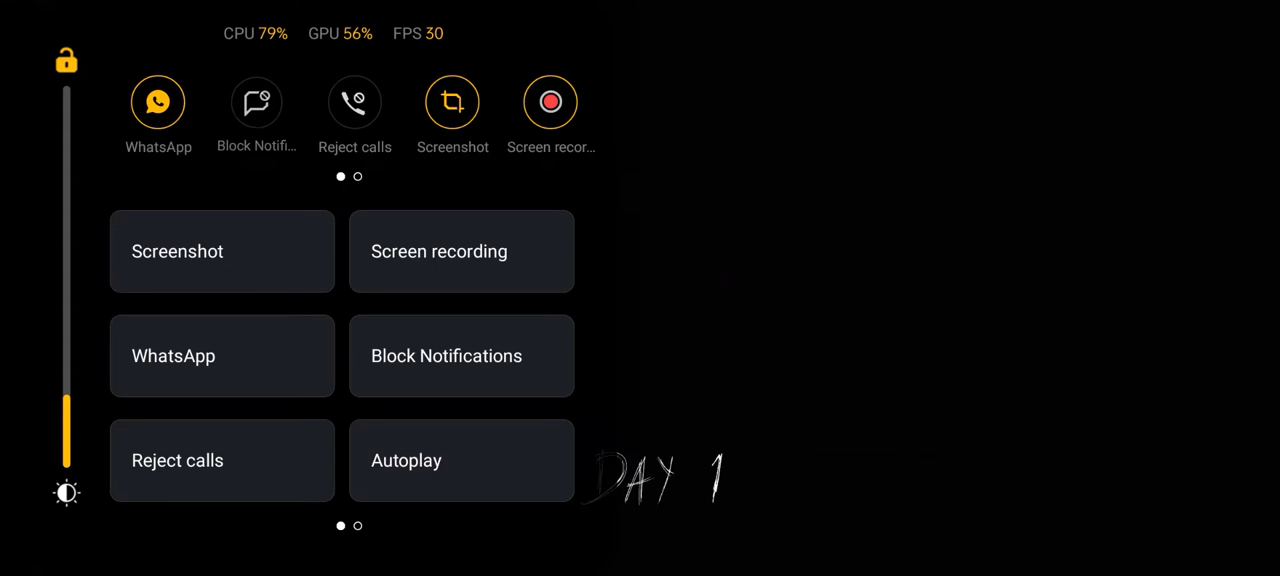 CPU 79% GPU 56% FPS 30
WhatsApp Block Notifi... Reject calls Screenshot Screen recor...
Screenshot Screen recording
WhatsApp Block Notifications
Reject calls Autoplay
DAY 1